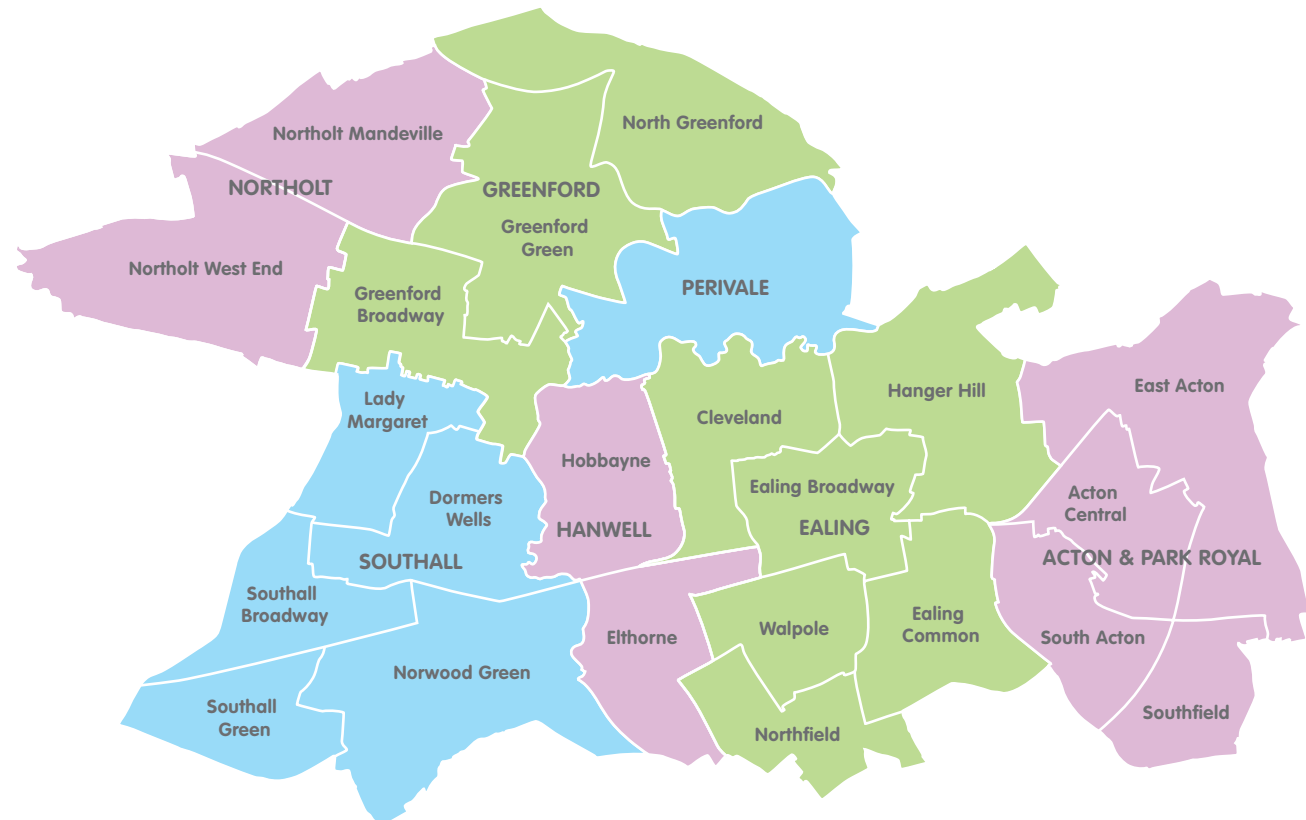 North Greenford
Northolt Mandeville
NORTHOLT
GREENFORD
Greenford
Green
Northolt West End
Greenford
Broadway
PERIVALE
Lady
Margaret
Cleveland
Hanger Hill
East Acton
Hobbayne
Ealing Broadway
Dormers
Wells
Acton
Central
HANWELL
EALING
SOUTHALL
ACTON & PARK ROYAL
Southall
Broadway
Elthorne
Walpole
Ealing
Common
South Acton
Norwood Green
Southall
Green
Northfield
Southfield